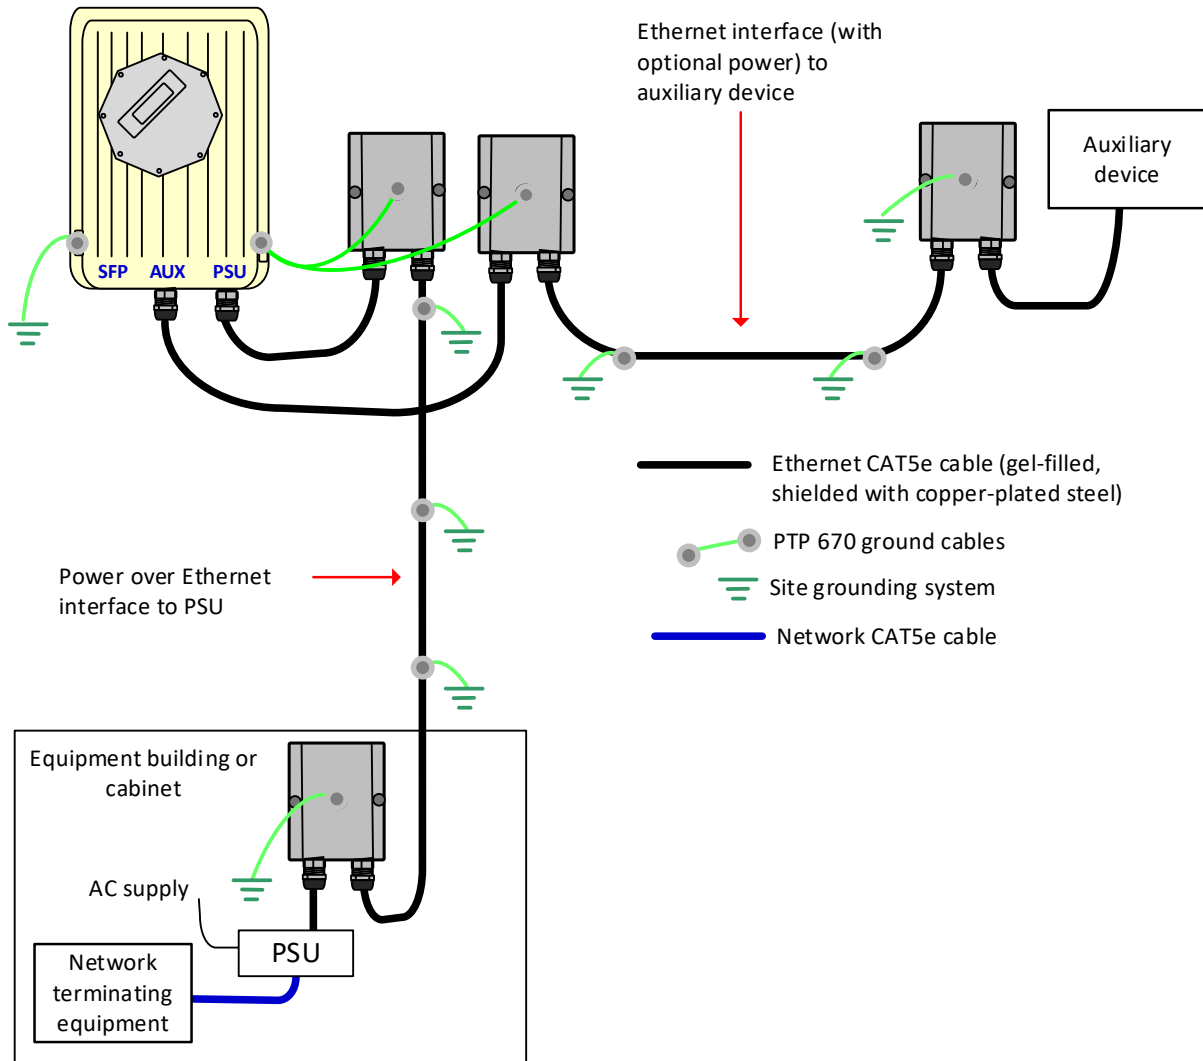 Ethernet interface (with
optional power) to
auxiliary device
Auxiliary
device
SFP AUX PSU
Ethernet CAT5e cable (gel-filled,
shielded with copper-plated steel)
PTP 670 ground cables
Site grounding system
Network CAT5e cable
Power over Ethernet
interface to PSU
Equipment building or
cabinet
AC supply
PSU
Network
terminating
equipment